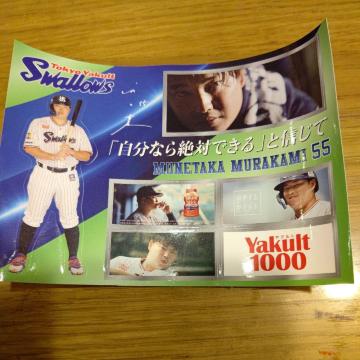 Tokyo Yakult
Swallows
「自分なら絶対できる」と信じて
MUNETAKA MURAKAMI 55
Swallows
Yakult
1000